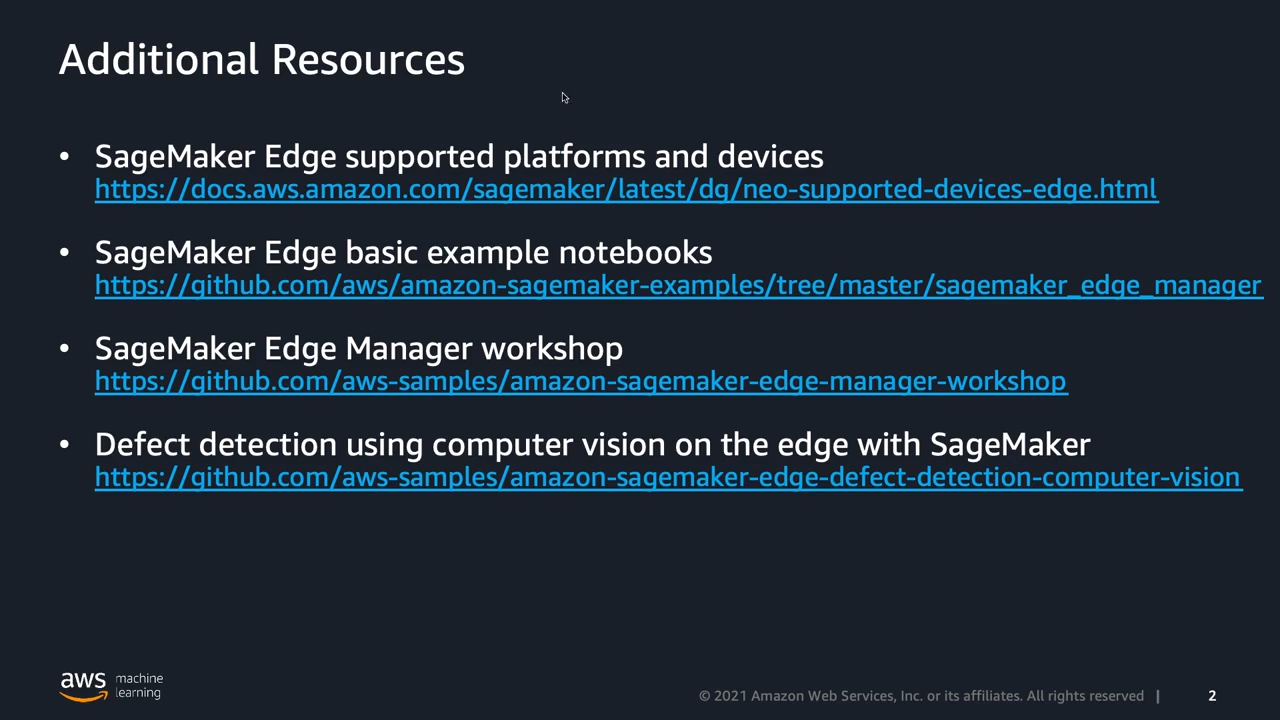 Additional Resources
• SageMaker Edge supported platforms and devices
https://docs.aws.amazon.com/sagemaker/latest/dg/neo-supported-devices-edge.html
• SageMaker Edge basic example notebooks
https://github.com/aws/amazon-sagemaker-examples/tree/master/sagemaker_edge_manager
• SageMaker Edge Manager workshop
https://github.com/aws-samples/amazon-sagemaker-edge-manager-workshop
• Defect detection using computer vision on the edge with SageMaker
https://github.com/aws-samples/amazon-sagemaker-edge-defect-detection-computer-vision
aws machine
learning
© 2021 Amazon Web Services, Inc. or its affiliates. All rights reserved | 2